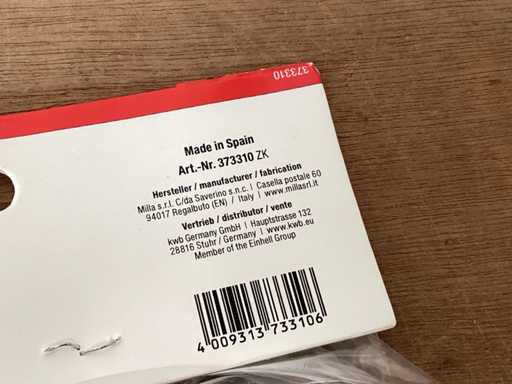 373310
Made in Spain
Art.-Nr. 373310 ZK
Hersteller / manufacturer / fabrication
Milla s.r.l. C/da Saverino s.n.c. | Casella postale 60
94017 Regalbuto (EN) / Italy | www.millasrl.it
Vertrieb / distributor / vente
kwb Germany GmbH | Hauptstrasse 132
28816 Stuhr / Germany | www.kwb.eu
Member of the Einhell Group
4 009313 733106